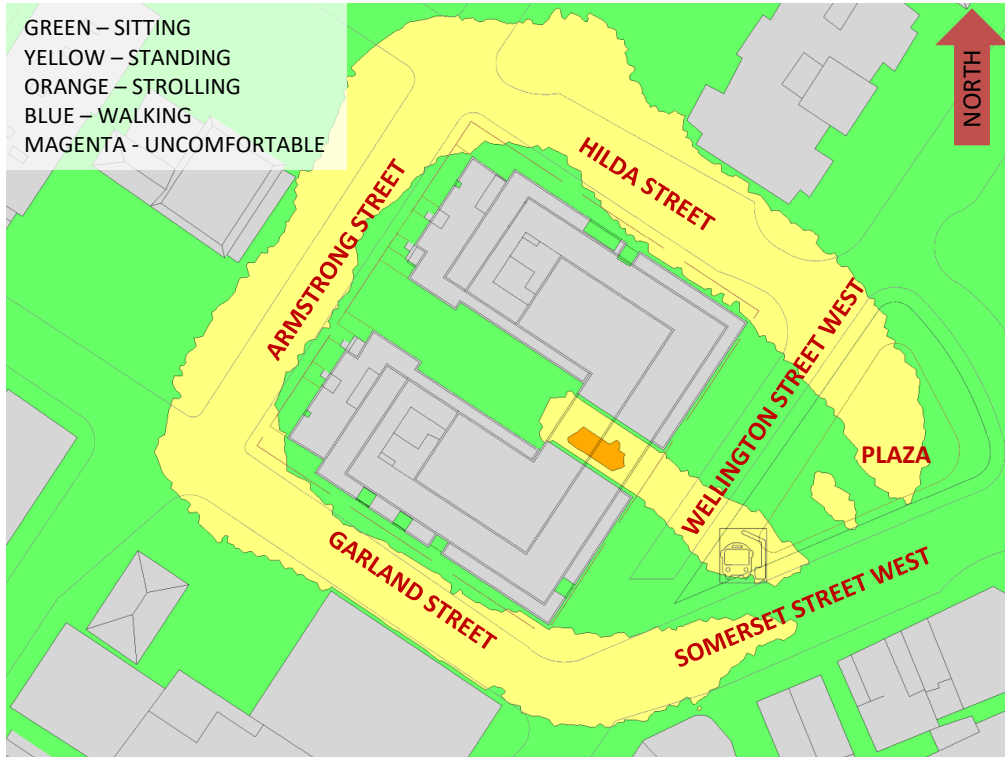 GREEN – SITTING
YELLOW – STANDING
ORANGE – STROLLING
BLUE – WALKING
MAGENTA - UNCOMFORTABLE
NORTH
HILDA STREET
ARMSTRONG STREET
WELLINGTON STREET WEST
PLAZA
GARLAND STREET
SOMERSET STREET WEST